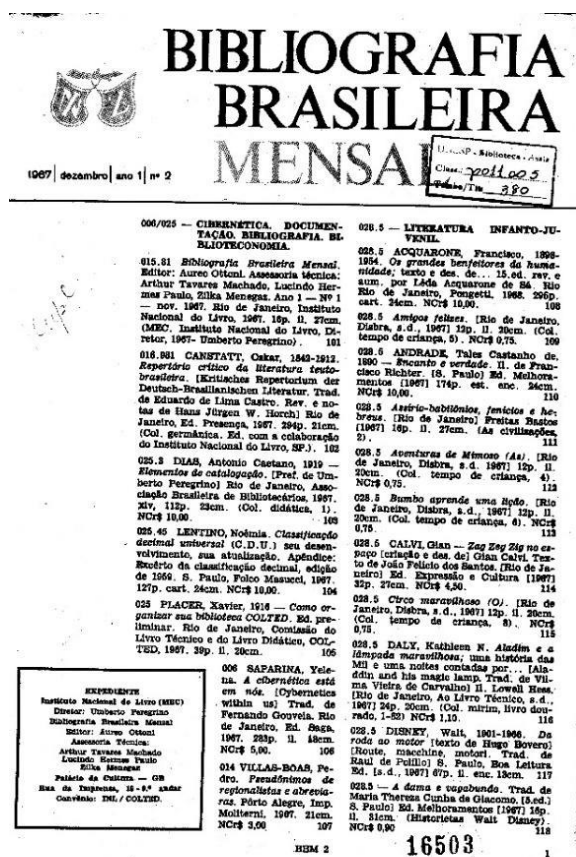 BIBLIOGRAFIA
BRASILEIRA
MENSAL
1967 | dezembro | ano 1 | nº 2
Biblioteca - Assis
Class.
Tombo/
380
006/025 — CIBERNÉTICA. DOCUMEN-
TAÇÃO. BIBLIOGRAFIA. BI-
BLIOTECONOMIA.
015.81 Bibliografia Brasileira Mensal.
Editor: Aureo Ottoni. Assessoria técnica:
Arthur Tavares Machado, Lucindo Her-
mes Paulo, Zilka Menegaz. Ano 1 — Nº 1
— nov. 1967. Rio de Janeiro, Instituto
Nacional do Livro, 1967. 16p. il. 27cm.
(MEC. Instituto Nacional do Livro, Di-
retor, 1967- Umberto Peregrino) . 101
016.981 CANSTATT, Oskar, 1842-1912.
Repertório crítico da literatura teuto-
brasileira. [Kritisches Repertorium der
Deutsch-Brasilianischen Literatur. Trad.
de Eduardo de Lima Castro. Rev. e no-
tas de Hans Jürgen W. Horch] Rio de
Janeiro, Ed. Presença, 1967. 294p. 21cm.
(Col. germânica. Ed. com a colaboração
do Instituto Nacional do Livro, SP.). 102
025.3 DIAS, Antonio Caetano, 1919 —
Elementos de catalogação. [Pref. de Um-
berto Peregrino] Rio de Janeiro, Asso-
ciação Brasileira de Bibliotecários, 1967.
xiv, 112p. 23cm. (Col. didática, 1).
NCr$ 10,00. 103
025.45 LENTINO, Noêmia. Classificação
decimal universal (C.D.U.) seu desen-
volvimento, sua atualização. Apêndice:
Excêrto da classificação decimal, edição
de 1959. S. Paulo, Folco Masucci, 1967.
127p. cart. 24cm. NCr$ 10,00. 104
025 PLACER, Xavier, 1916 — Como or-
ganizar sua biblioteca COLTED. Ed. pre-
liminar. Rio de Janeiro, Comissão do
Livro Técnico e do Livro Didático, COL-
TED, 1967. 39p. il. 20cm. 105
006 SAPARINA, Yele-
na. A cibernética está
em nós. [Cybernetics
within us] Trad. de
Fernando Gouveia. Rio
de Janeiro, Ed. Saga,
1967. 283p. il. 18cm.
NCr$ 5,00. 106
014 VILLAS-BOAS, Pe-
dro. Pseudônimos de
regionalistas e abrevia-
ras. Pôrto Alegre, Imp.
Moliterni, 1967. 21cm.
NCr$ 3,00 107
EXPEDIENTE
Instituto Nacional do Livro (MEC)
Diretor: Umberto Peregrino
Bibliografia Brasileira Mensal
Editor: Aureo Ottoni
Assessoria Técnica:
Arthur Tavares Machado
Lucindo Hermes Paulo
Zilka Menegaz
Palácio da Cultura — GB
Rua da Imprensa, 16 - 9.º andar
Convênio: INL / COLTED.
028.5 — LITERATURA INFANTO-JU-
VENIL.
028.5 ACQUARONE, Francisco, 1898-
1954. Os grandes benfeitores da huma-
nidade; texto e des. de... 15.ed. rev. e
aum. por Lêda Acquarone de Sá. Rio
Rio de Janeiro, Pongetti, 1968. 296p.
cart. 24cm. NCr$ 10,00. 108
028.5 Amigos felizes. [Rio de Janeiro,
Disbra, s.d., 1967] 12p. il. 20cm. (Col.
tempo de criança, 5). NCr$ 0,75. 109
028.5 ANDRADE, Tales Castanho de,
1890 — Encanto e verdade. Il. de Fran-
cisco Richter. [S. Paulo] Ed. Melhora-
mentos [1967] 174p. est. enc. 24cm.
NCr$ 10,00. 110
028.5 Assírio-babilônios, fenícios e he-
breus. [Rio de Janeiro] Freitas Bastos
[1967] 16p. il. 27cm. (As civilizações,
2). 111
028.5 Aventuras de Mimoso (As). [Rio
de Janeiro, Disbra, s.d. 1967] 12p. il.
20cm. (Col. tempo de criança, 4).
NCr$ 0,75. 112
028.5 Bumbo aprende uma lição. [Rio
de Janeiro, Disbra, s.d., 1967] 12p. il.
20cm. (Col. tempo de criança, 6). NCr$
0,75. 113
028.5 CALVI, Gian — Zag Zeg Zig no es-
paço [criação e des. de] Gian Calvi. Tex-
to de João Felício dos Santos. [Rio de Ja-
neiro] Ed. Expressão e Cultura [1967]
32p. 27cm. NCr$ 4,50. 114
028.5 Circo maravilhoso (O). [Rio de
Janeiro, Disbra, s.d., 1967] 12p. il. 20cm.
(Col. tempo de criança, 8). NCr$
0,75. 115
028.5 DALY, Kathleen N. Aladim e a
lâmpada maravilhosa; uma história das
Mil e uma noites contada por... [Ala-
ddin and his magic lamp. Trad. de Vil-
ma Vieira de Carvalho] Il. Lowell Hess.
[Rio de Janeiro, Ao Livro Técnico, s.d.,
1967] 24p. 20cm. (Col. mirim, livro dou-
rado, 1-82) NCr$ 1,10. 116
028.5 DISNEY, Walt, 1901-1966. Da
roda ao motor [texto de Hugo Bovero]
[Route, macchine, motori. Trad. de
Raul de Polillo] S. Paulo, Boa Leitura
Ed. [s.d., 1967] 67p. il. enc. 13cm. 117
028.5 — A dama e o vagabundo. Trad. de
Maria Thereza Cunha de Giacomo. [5.ed.]
S. Paulo] Ed. Melhoramentos [1967] 16p.
il. 31cm. (Historietas Walt Disney).
NCr$ 0,90 118
BBM 2
16503
1